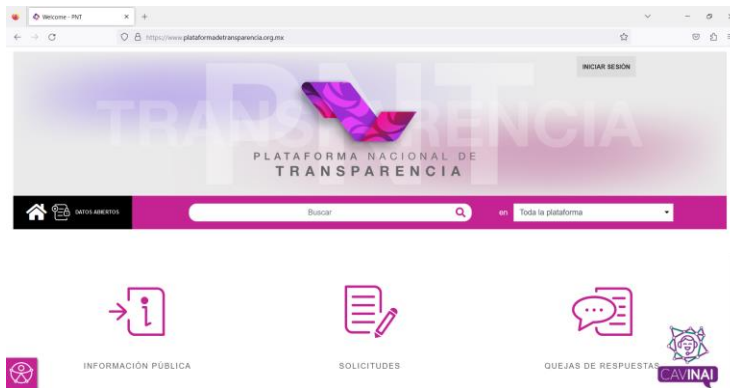 Welcome - PNT
https://www.plataformadetransparencia.org.mx
INICIAR SESIÓN
PNT
TRANSPARENCIA
PLATAFORMA NACIONAL DE
TRANSPARENCIA
DATOS ABIERTOS
Buscar
en
Toda la plataforma
INFORMACIÓN PÚBLICA
SOLICITUDES
QUEJAS DE RESPUESTAS
CAVINAI